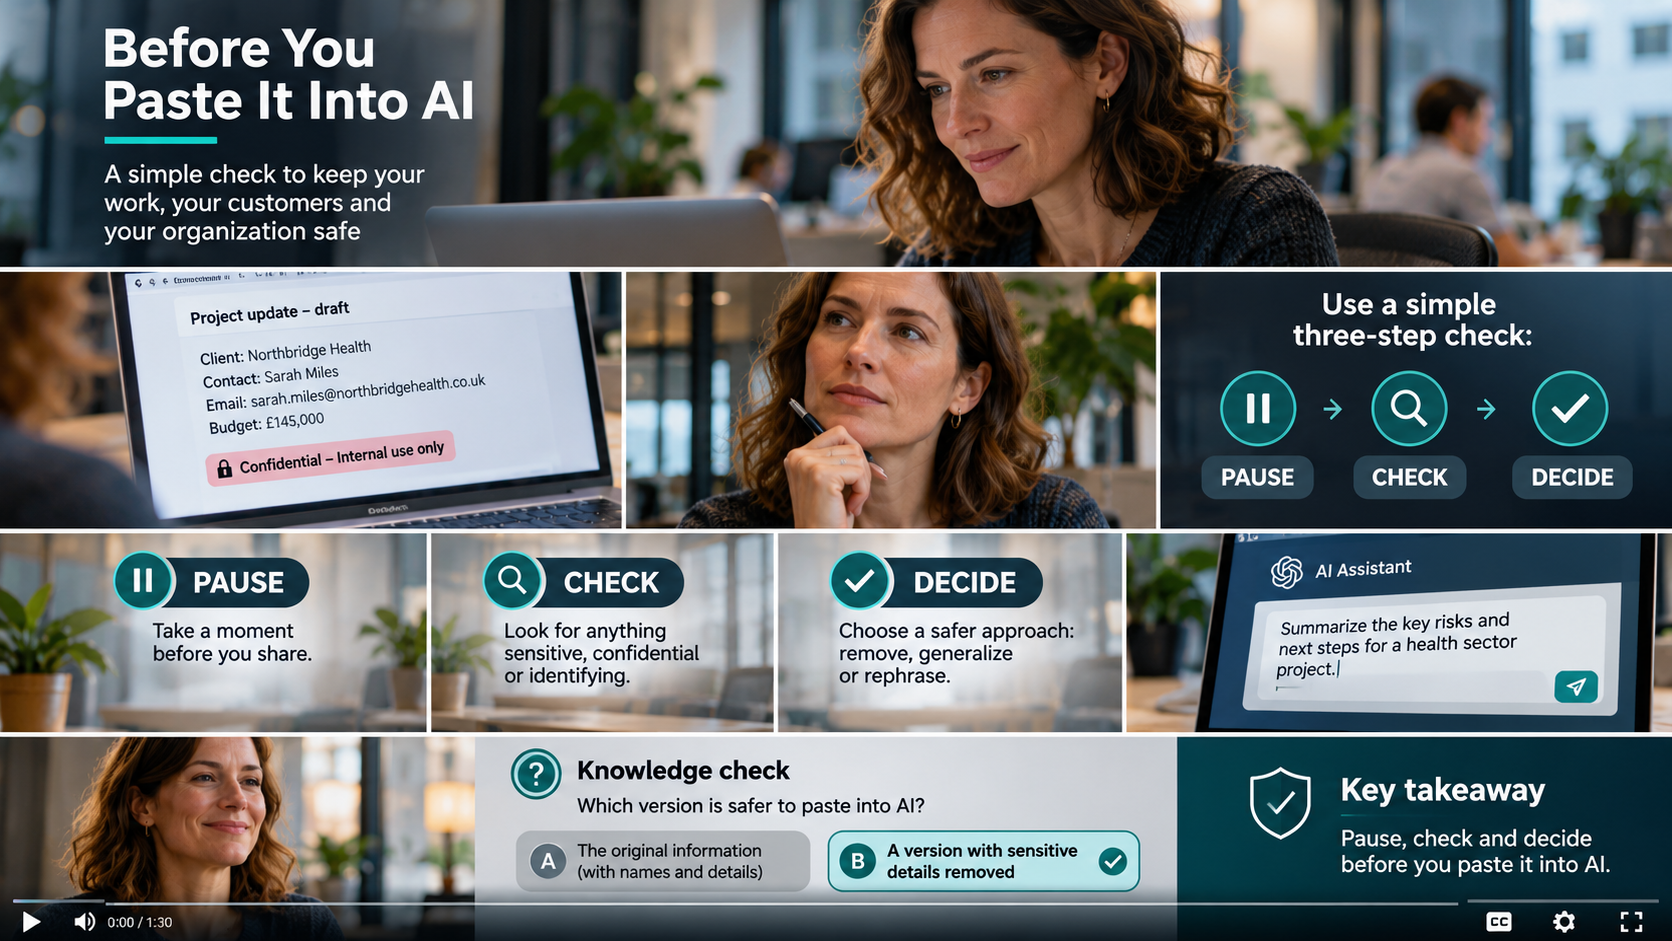 Before You
Paste It Into AI
A simple check to keep your
work, your customers and
your organization safe
Project update – draft
Client: Northbridge Health
Contact: Sarah Miles
Email: sarah.miles@northbridgehealth.co.uk
Budget: £145,000
Confidential – Internal use only
Use a simple
three-step check:
PAUSE
CHECK
DECIDE
PAUSE
Take a moment
before you share.
CHECK
Look for anything
sensitive, confidential
or identifying.
DECIDE
Choose a safer approach:
remove, generalize
or rephrase.
AI Assistant
Summarize the key risks and
next steps for a health sector
project.
Knowledge check
Which version is safer to paste into AI?
A
The original information
(with names and details)
B
A version with sensitive
details removed
Key takeaway
Pause, check and decide
before you paste it into AI.
0:00 / 1:30
CC